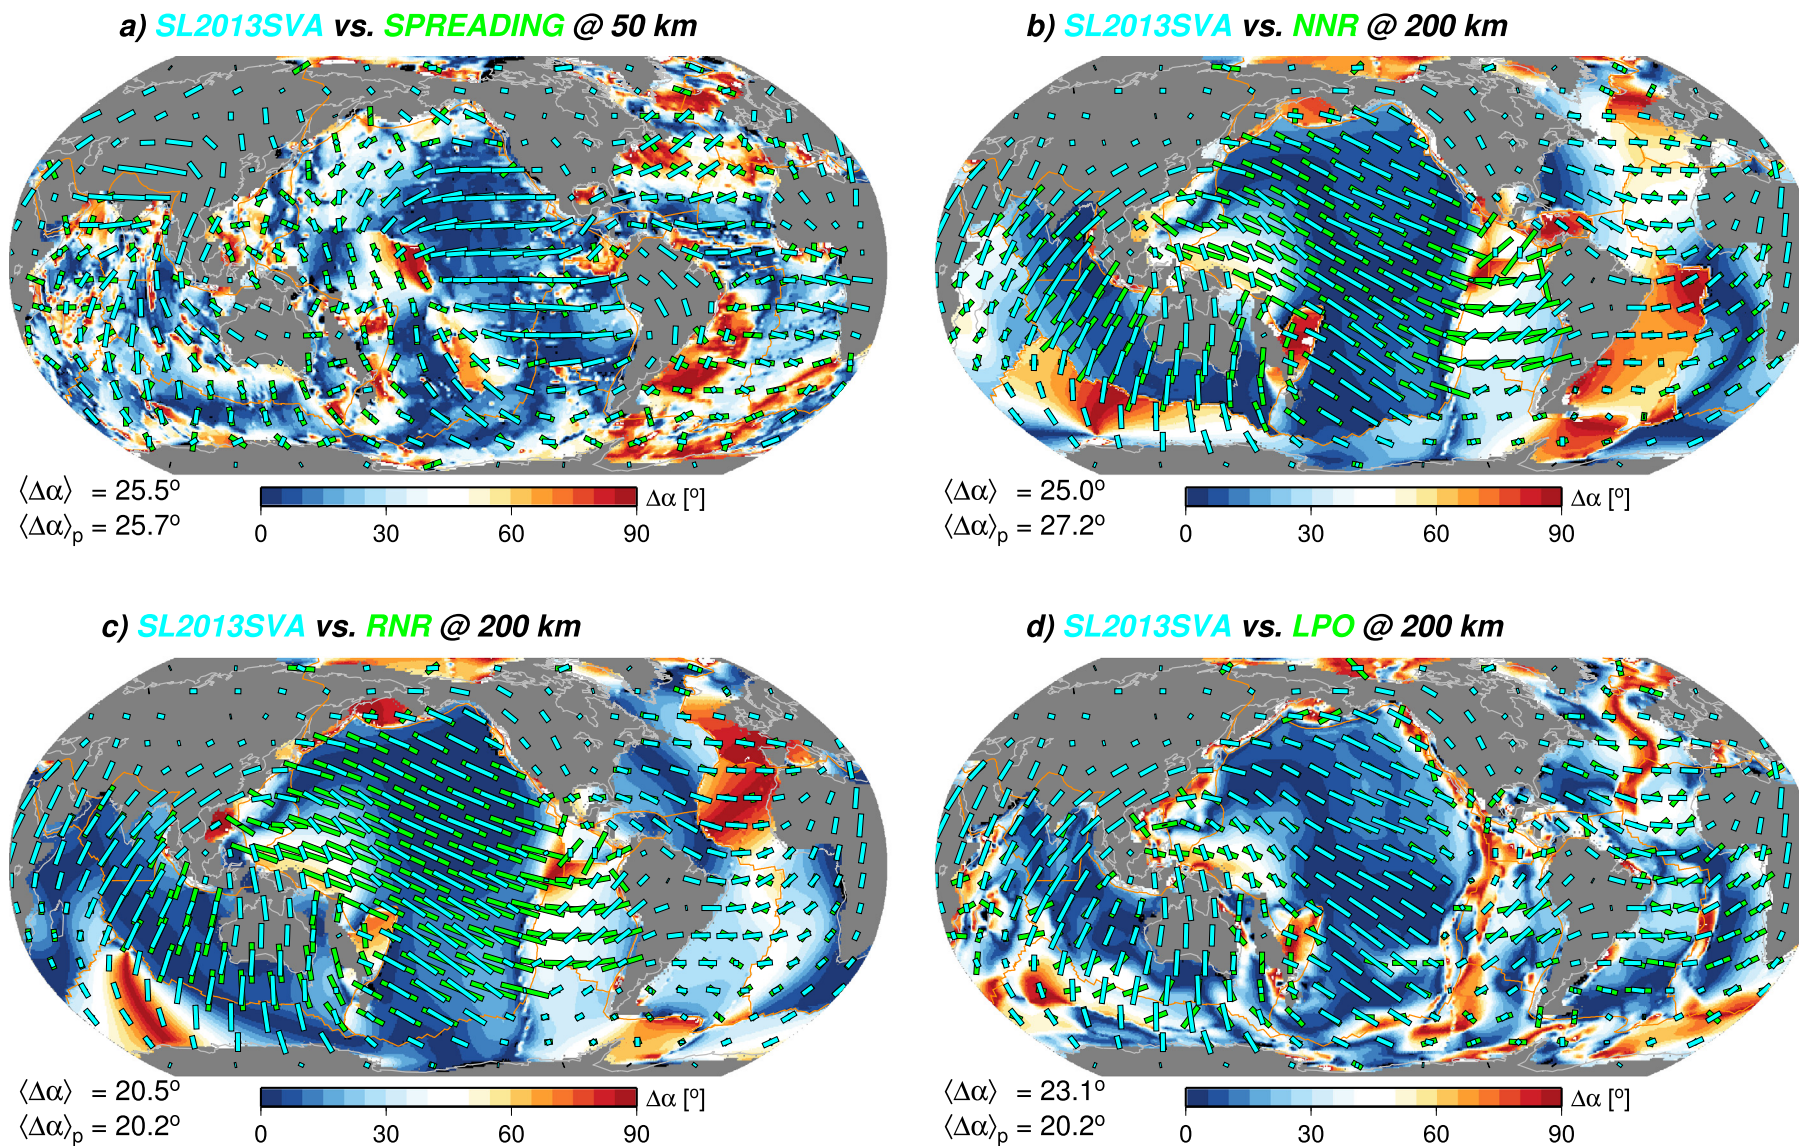 a) SL2013SVA vs. SPREADING @ 50 km
b) SL2013SVA vs. NNR @ 200 km
⟨Δα⟩ = 25.5°
⟨Δα⟩p = 25.7°
0 30 60 90
Δα [°]
⟨Δα⟩ = 25.0°
⟨Δα⟩p = 27.2°
0 30 60 90
Δα [°]
c) SL2013SVA vs. RNR @ 200 km
d) SL2013SVA vs. LPO @ 200 km
⟨Δα⟩ = 20.5°
⟨Δα⟩p = 20.2°
0 30 60 90
Δα [°]
⟨Δα⟩ = 23.1°
⟨Δα⟩p = 20.2°
0 30 60 90
Δα [°]